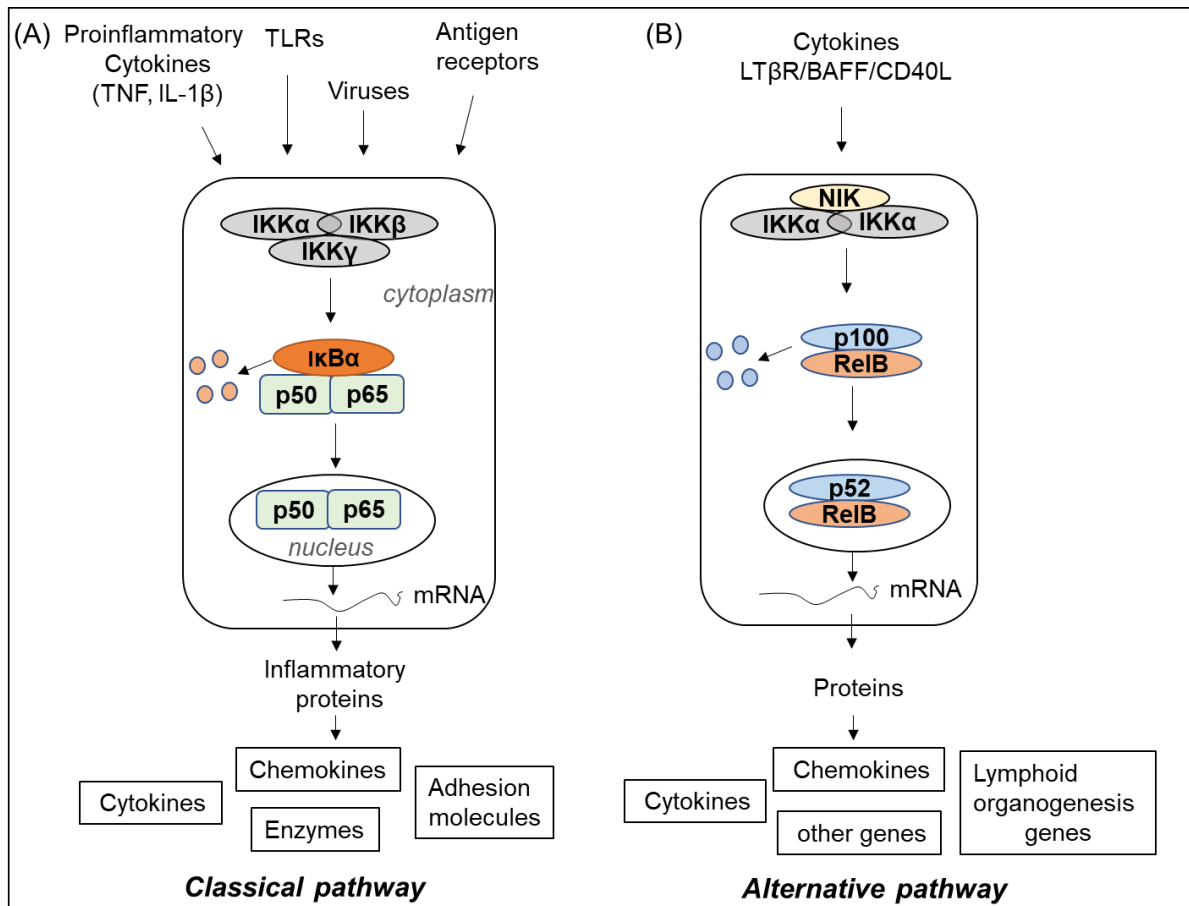 (A)
Proinflammatory
Cytokines
(TNF, IL-1β)
TLRs
Viruses
Antigen
receptors
IKKα
IKKβ
IKKγ
cytoplasm
IκBα
p50
p65
p50
p65
nucleus
mRNA
Inflammatory
proteins
Cytokines
Chemokines
Enzymes
Adhesion
molecules
Classical pathway
(B)
Cytokines
LTβR/BAFF/CD40L
NIK
IKKα
IKKα
p100
RelB
p52
RelB
mRNA
Proteins
Cytokines
Chemokines
other genes
Lymphoid
organogenesis
genes
Alternative pathway